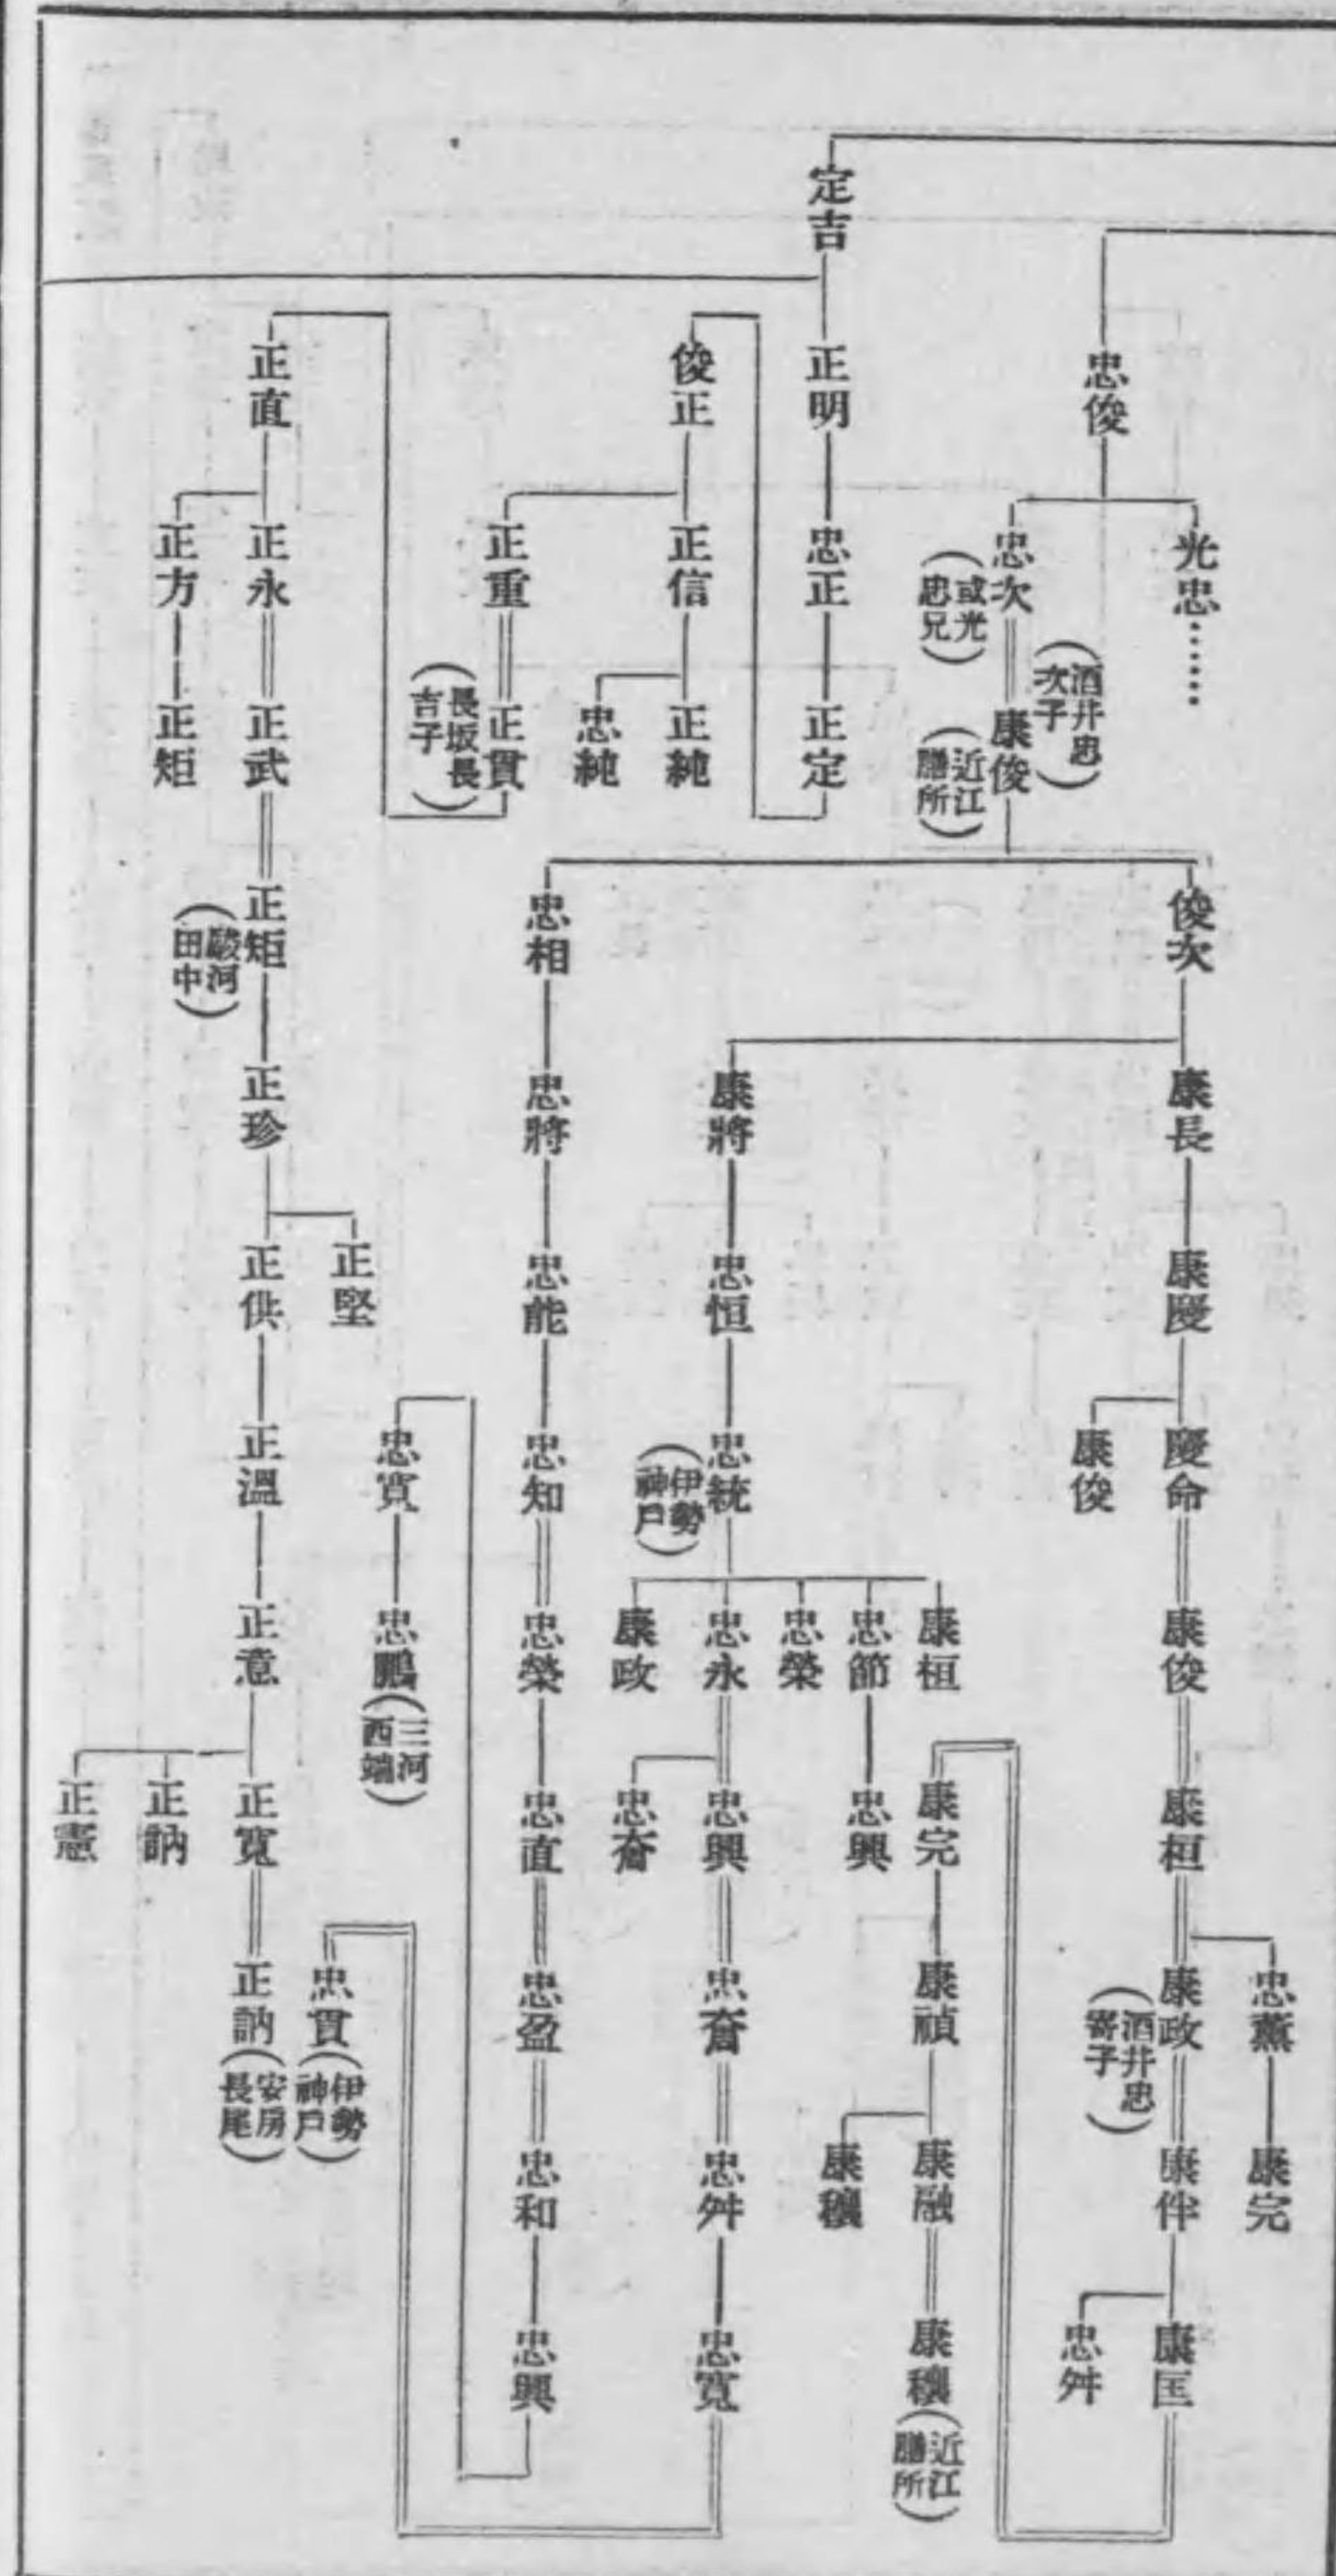 忠俊
光忠……
忠次
(或光
忠兄)
康俊
(酒井忠
次子)
(近江
膳所)
俊次
康長
康慶
慶命
康俊
康俊
康桓
忠薫
康完
康政
(酒井忠
寄子)
康伴
康匡
忠舛
康將
忠恒
忠統
(伊勢
神戸)
康桓
忠節
忠榮
忠永
康政
康完
康禎
康融
康穰
康穰
(近江
膳所)
忠興
忠興
忠奝
忠奝
忠舛
忠寛
忠貫
(伊勢
神戸)
忠相
忠將
忠能
忠知
忠榮
忠直
忠盈
忠和
忠興
忠寛
忠鵬
(三河
西端)
定吉
正明
忠正
正定
俊正
正信
正純
忠純
正重
正貫
(長坂長
吉子)
正直
正永
正武
正矩
(駿河
田中)
正珍
正堅
正供
正溫
正意
正寛
正訥
正憲
正訥
(安房
長尾)
正方
正矩